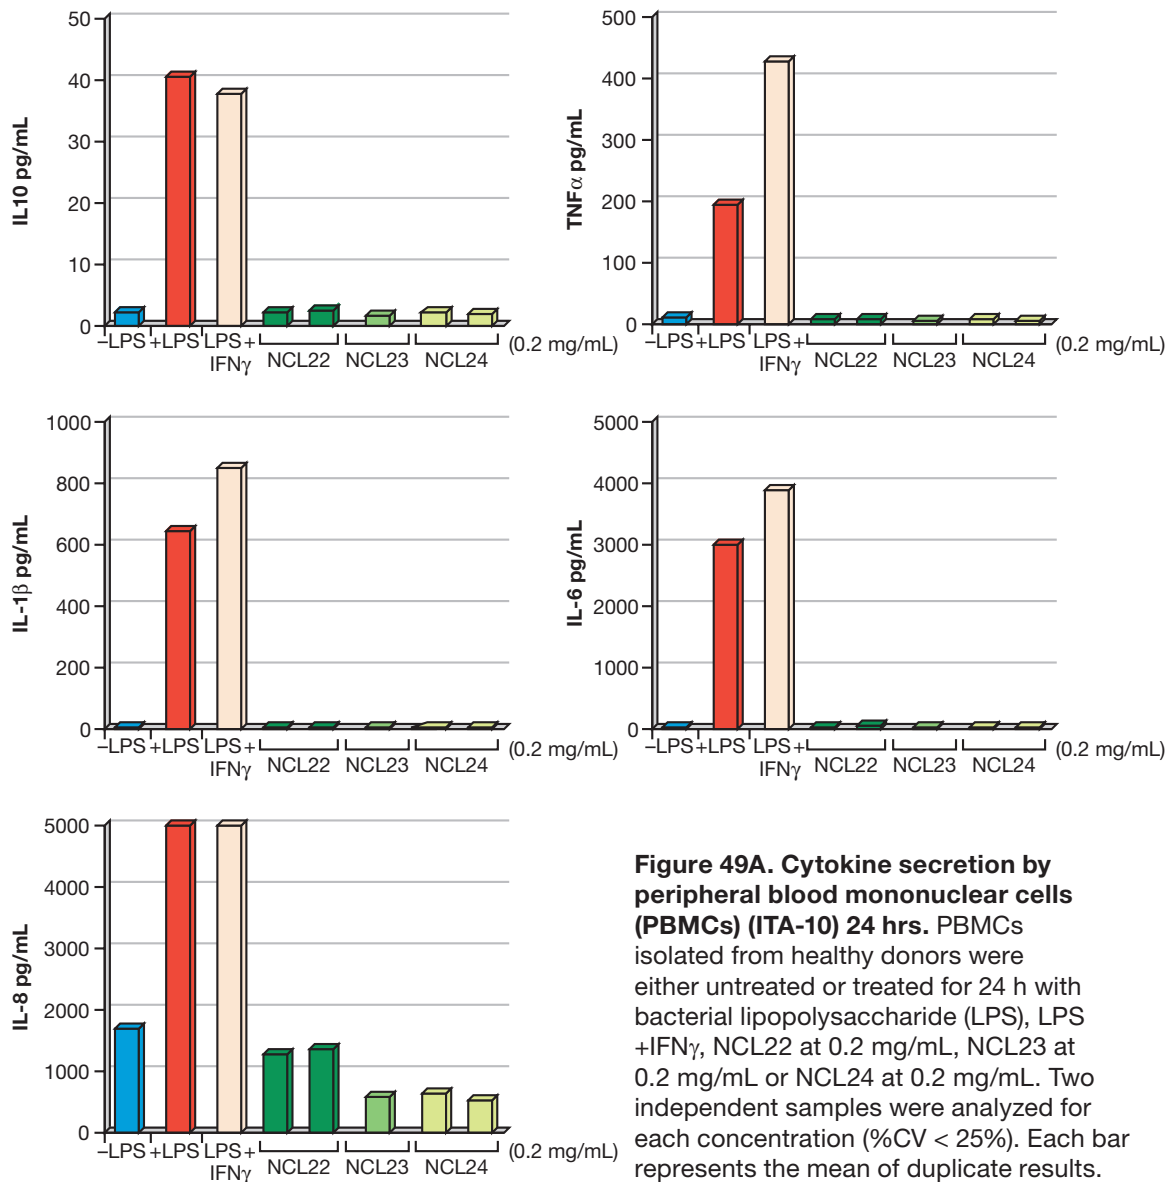 50
40
30
20
10
0
IL10 pg/mL
–LPS +LPS LPS + IFNγ NCL22 NCL23 NCL24 (0.2 mg/mL)
500
400
300
200
100
0
TNFα pg/mL
–LPS +LPS LPS + IFNγ NCL22 NCL23 NCL24 (0.2 mg/mL)
1000
800
600
400
200
0
IL-1β pg/mL
–LPS +LPS LPS + IFNγ NCL22 NCL23 NCL24 (0.2 mg/mL)
5000
4000
3000
2000
1000
0
IL-6 pg/mL
–LPS +LPS LPS + IFNγ NCL22 NCL23 NCL24 (0.2 mg/mL)
5000
4000
3000
2000
1000
0
IL-8 pg/mL
–LPS +LPS LPS + IFNγ NCL22 NCL23 NCL24 (0.2 mg/mL)
Figure 49A. Cytokine secretion by
peripheral blood mononuclear cells
(PBMCs) (ITA-10) 24 hrs. PBMCs
isolated from healthy donors were
either untreated or treated for 24 h with
bacterial lipopolysaccharide (LPS), LPS
+IFNγ, NCL22 at 0.2 mg/mL, NCL23 at
0.2 mg/mL or NCL24 at 0.2 mg/mL. Two
independent samples were analyzed for
each concentration (%CV < 25%). Each bar
represents the mean of duplicate results.